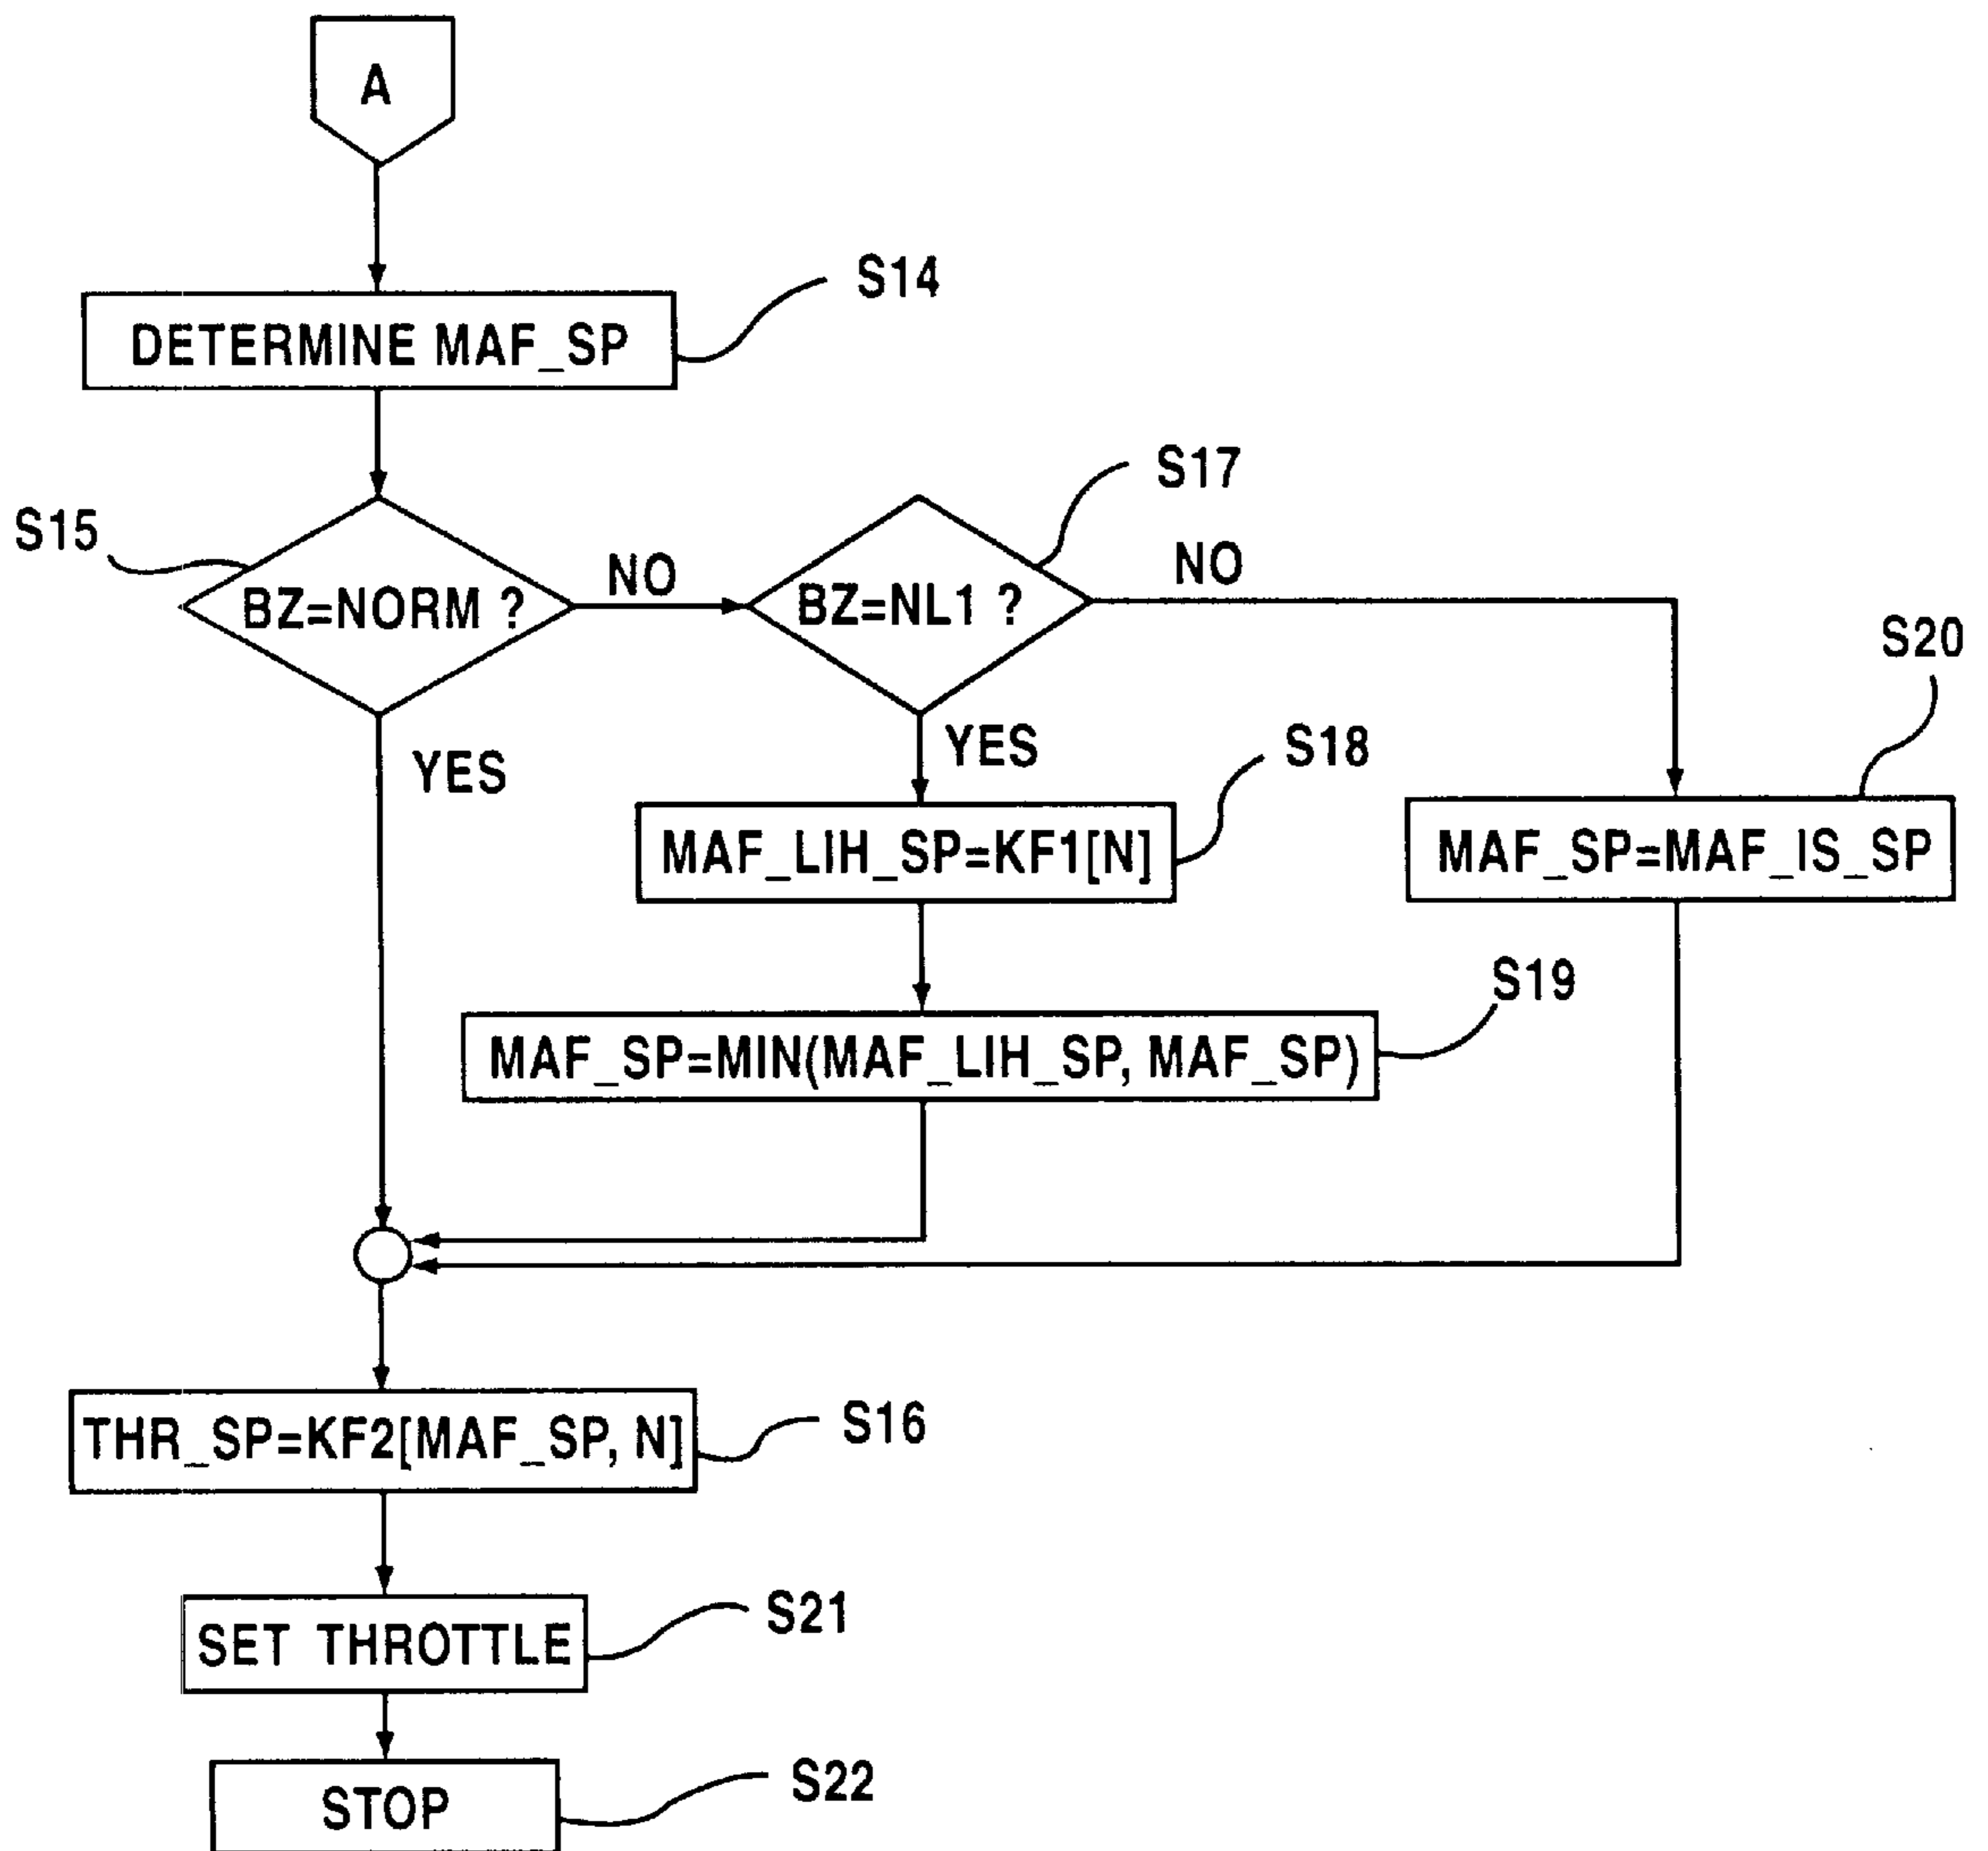 A
S14
DETERMINE MAF_SP
S17
S15
NO
NO
BZ=NORM ?
BZ=NL1 ?
S20
YES
YES
S18
MAF_LIH_SP=KF1[N]
MAF_SP=MAF_IS_SP
S19
MAF_SP=MIN(MAF_LIH_SP, MAF_SP)
THR_SP=KF2[MAF_SP, N]
S16
SET THROTTLE
S21
STOP
S22